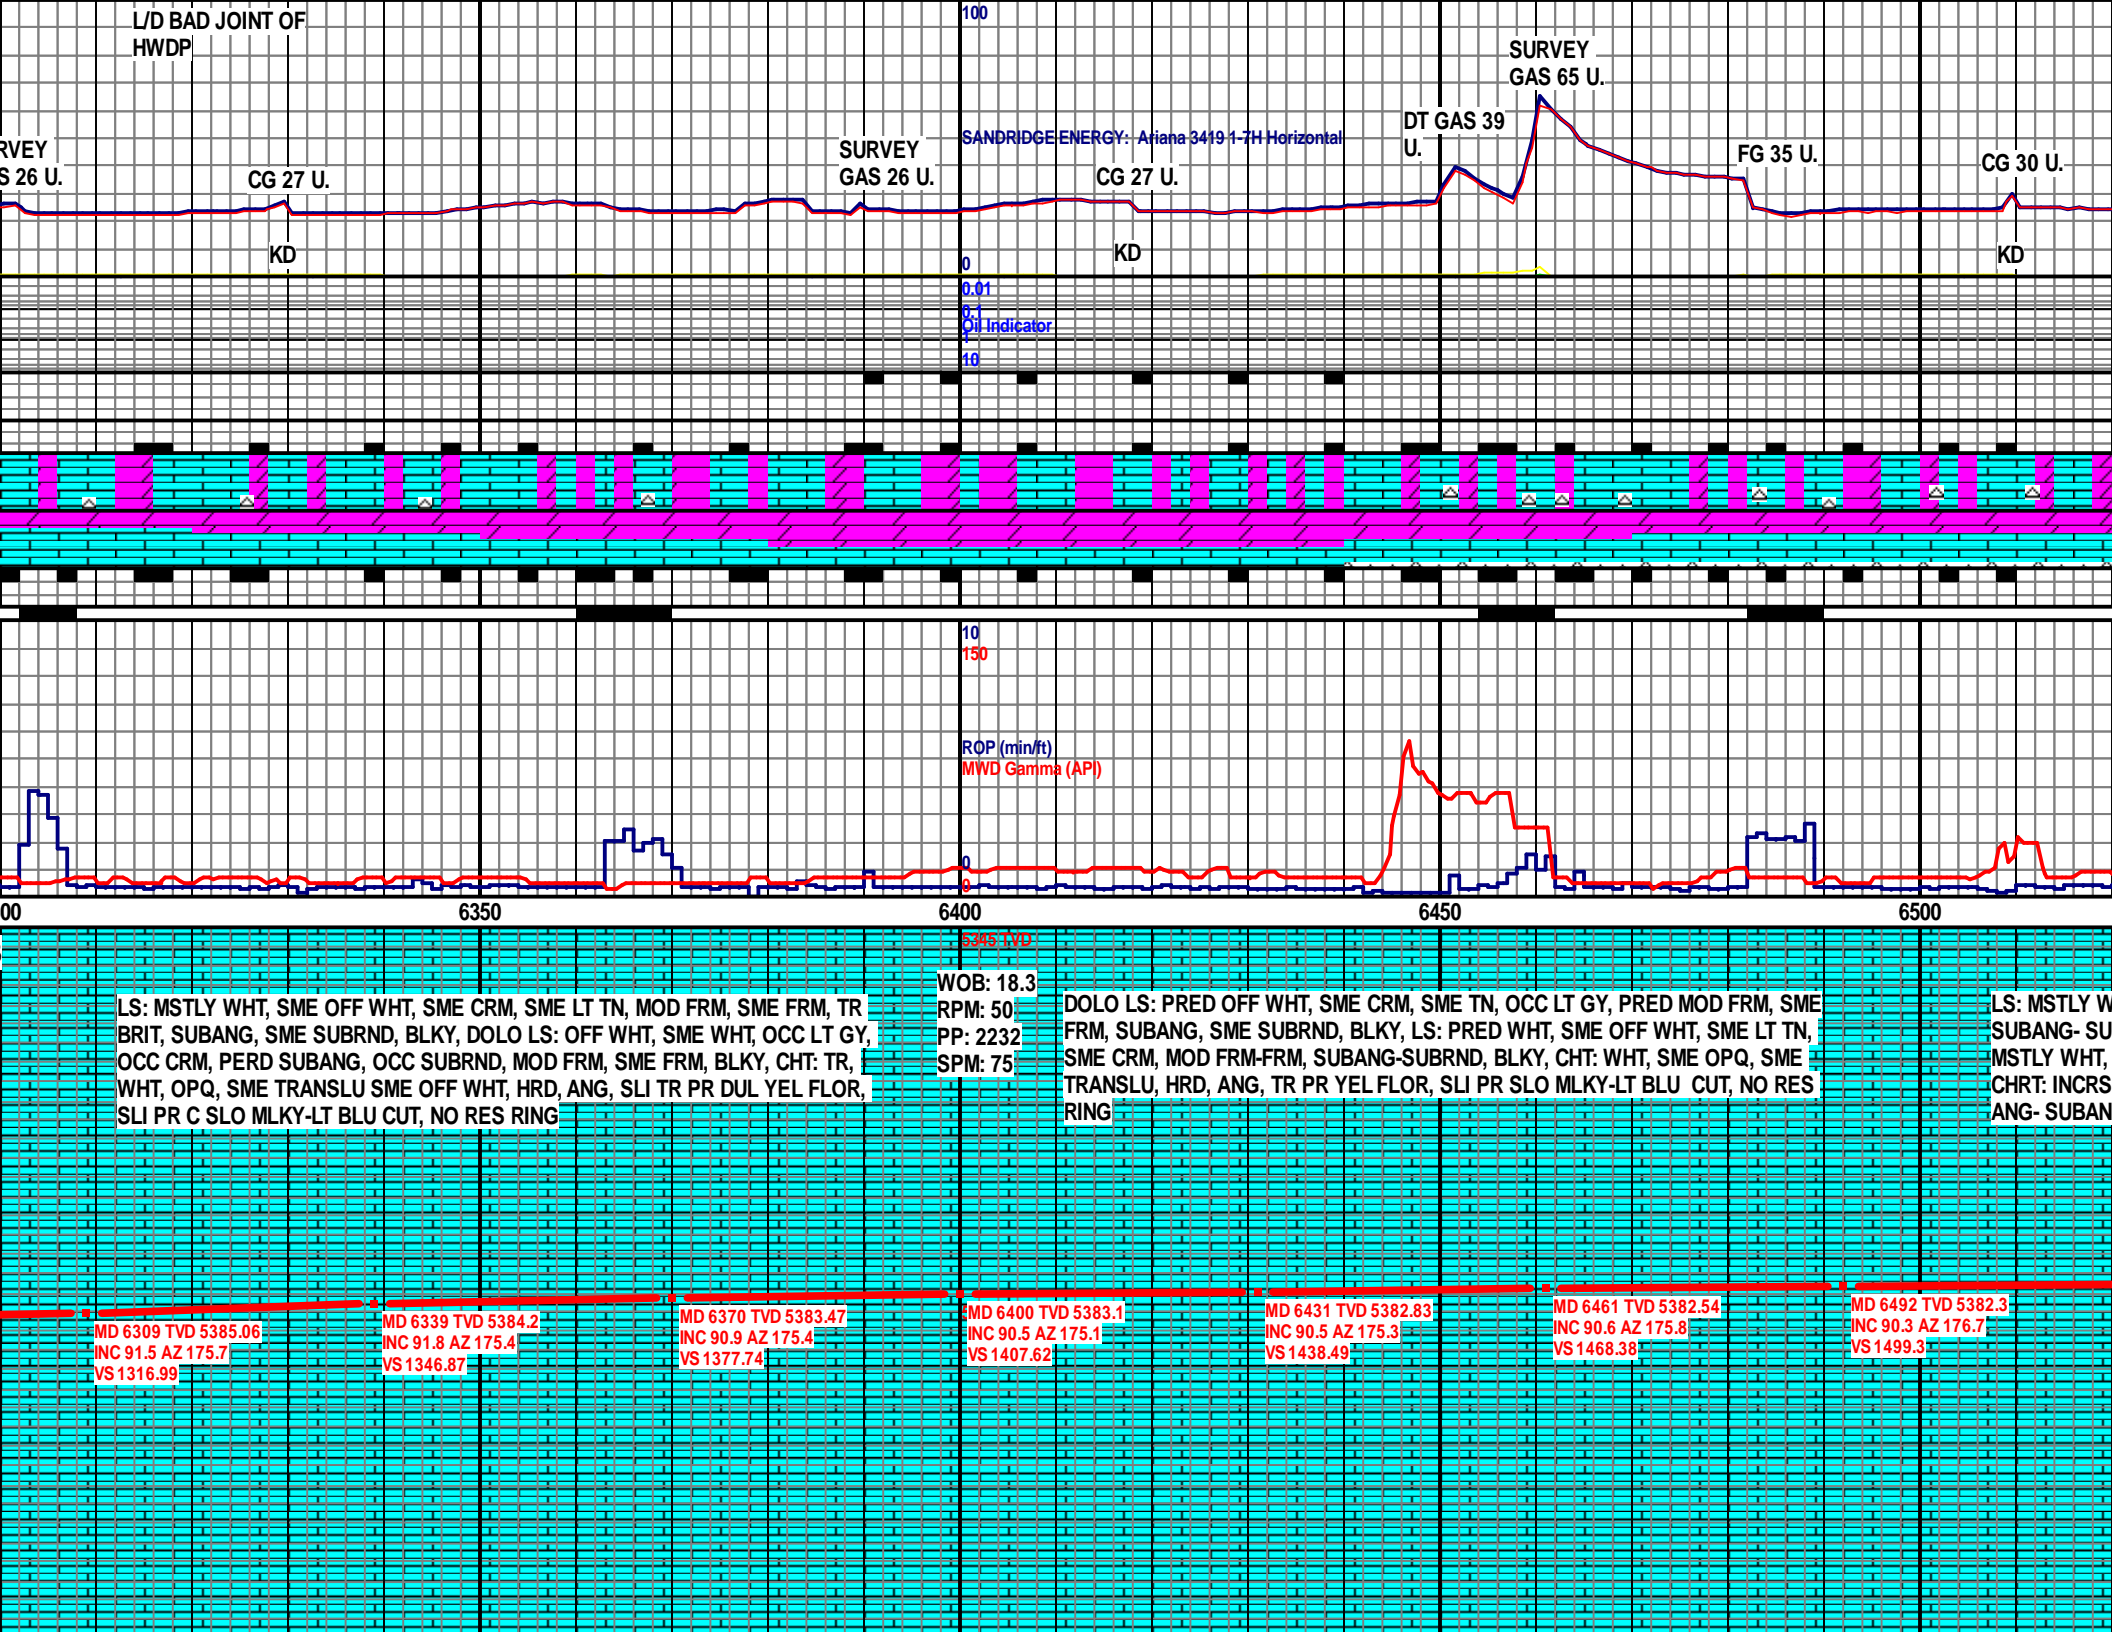 L/D BAD JOINT OF
HWDP
100
SURVEY
GAS 65 U.
DT GAS 39
U.
SANDRIDGE ENERGY: Ariana 3419 1-7H Horizontal
RVEY
S 26 U.
CG 27 U.
SURVEY
GAS 26 U.
CG 27 U.
FG 35 U.
CG 30 U.
KD
KD
KD
0
0.01
0.1
Oil Indicator
1
10
10
150
ROP (min/ft)
MWD Gamma (API)
0
0
00
6350
6400
6450
6500
5345 TVD
LS: MSTLY WHT, SME OFF WHT, SME CRM, SME LT TN, MOD FRM, SME FRM, TR
BRIT, SUBANG, SME SUBRND, BLKY, DOLO LS: OFF WHT, SME WHT, OCC LT GY,
OCC CRM, PERD SUBANG, OCC SUBRND, MOD FRM, SME FRM, BLKY, CHT: TR,
WHT, OPQ, SME TRANSLU SME OFF WHT, HRD, ANG, SLI TR PR DUL YEL FLOR,
SLI PR C SLO MLKY-LT BLU CUT, NO RES RING
WOB: 18.3
RPM: 50
PP: 2232
SPM: 75
DOLO LS: PRED OFF WHT, SME CRM, SME TN, OCC LT GY, PRED MOD FRM, SME
FRM, SUBANG, SME SUBRND, BLKY, LS: PRED WHT, SME OFF WHT, SME LT TN,
SME CRM, MOD FRM-FRM, SUBANG-SUBRND, BLKY, CHT: WHT, SME OPQ, SME
TRANSLU, HRD, ANG, TR PR YEL FLOR, SLI PR SLO MLKY-LT BLU CUT, NO RES
RING
LS: MSTLY W
SUBANG- SU
MSTLY WHT,
CHRT: INCRS
ANG- SUBAN
MD 6309 TVD 5385.06
INC 91.5 AZ 175.7
VS 1316.99
MD 6339 TVD 5384.2
INC 91.8 AZ 175.4
VS 1346.87
MD 6370 TVD 5383.47
INC 90.9 AZ 175.4
VS 1377.74
MD 6400 TVD 5383.1
INC 90.5 AZ 175.1
VS 1407.62
MD 6431 TVD 5382.83
INC 90.5 AZ 175.3
VS 1438.49
MD 6461 TVD 5382.54
INC 90.6 AZ 175.8
VS 1468.38
MD 6492 TVD 5382.3
INC 90.3 AZ 176.7
VS 1499.3